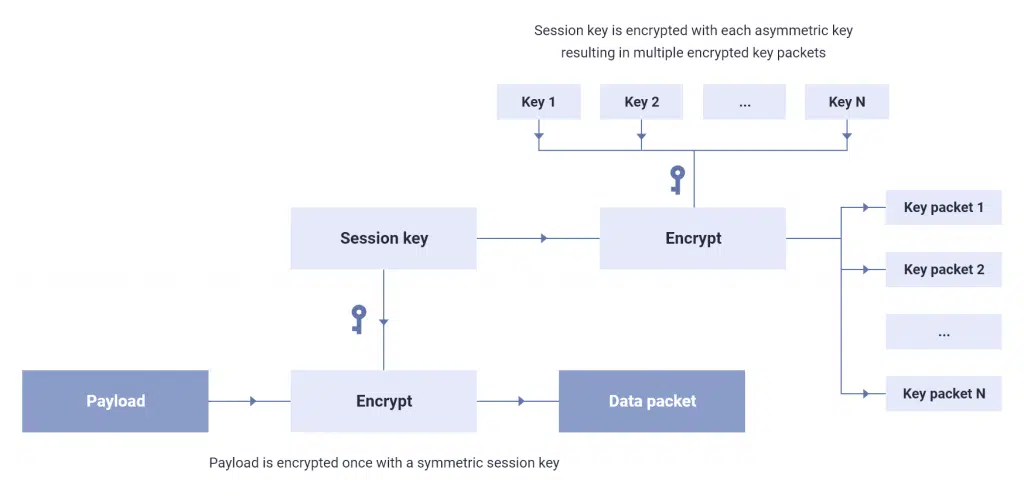 Session key is encrypted with each asymmetric key
resulting in multiple encrypted key packets
Key 1
Key 2
...
Key N
Key packet 1
Session key
Encrypt
Key packet 2
...
Payload
Encrypt
Data packet
Key packet N
Payload is encrypted once with a symmetric session key